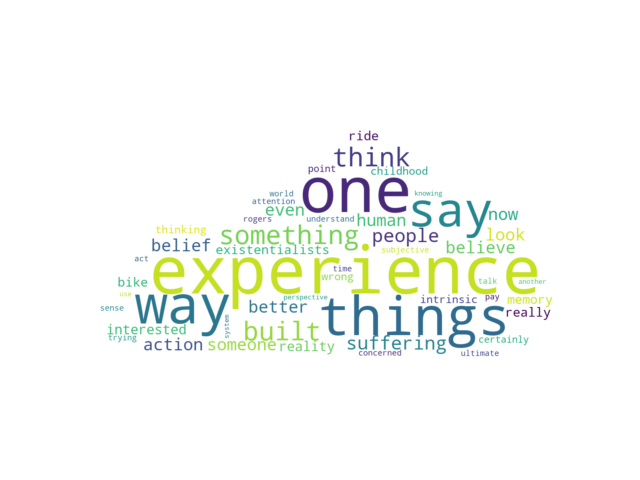 ride
think
point
childhood
one
world
knowing
attention
say
even
human
now
rogers
understand
thinking
something
people
look
belief
existentialists
subjective
believe
act
experience
time
wrong
talk
another
bike
use
perspective
intrinsic
pay
memory
sense
way
better
things
really
interested
built
system
trying
action
someone
reality
suffering
certainly
concerned
ultimate